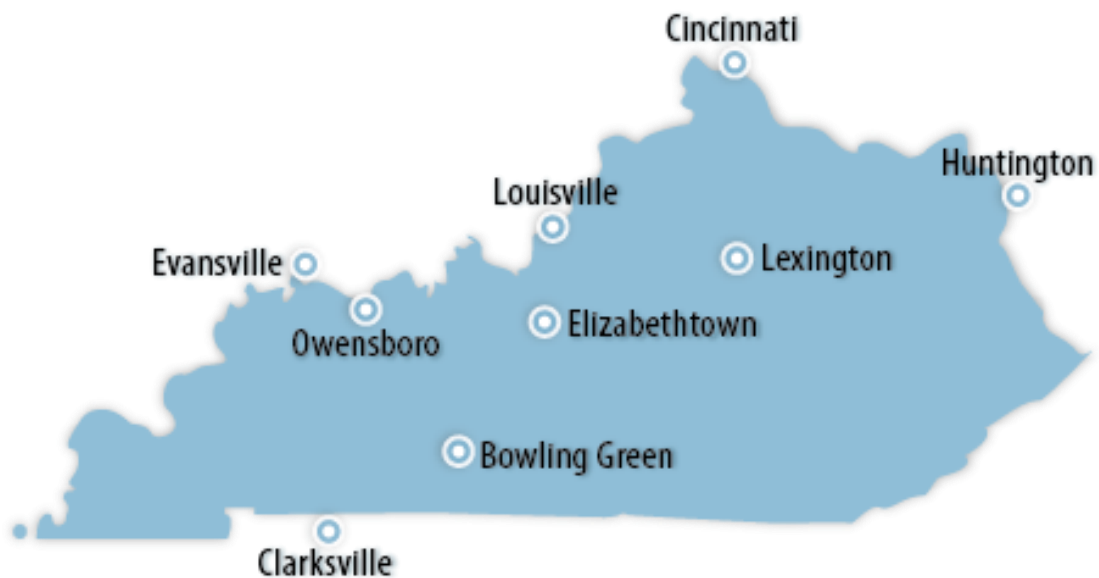 Cincinnati
Huntington
Louisville
Evansville
Lexington
Owensboro
Elizabethtown
Bowling Green
Clarksville